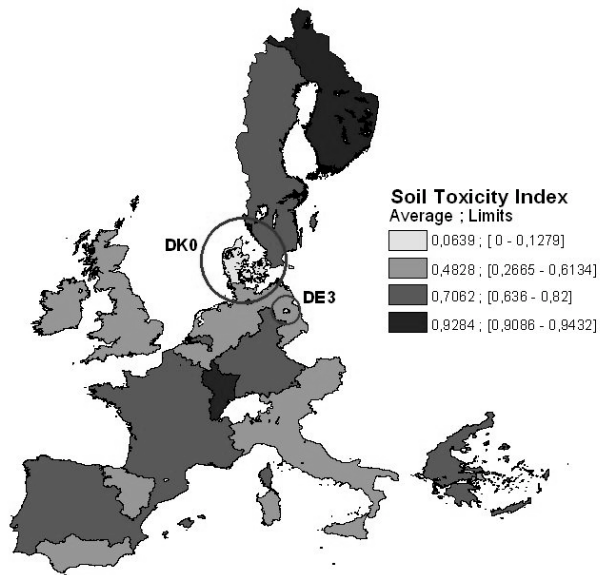 Soil Toxicity Index
Average ; Limits
0,0639 ; [ 0 - 0,1279]
0,4828 ; [0,2665 - 0,6134]
0,7062 ; [0,636 - 0,82]
0,9284 ; [0,9086 - 0,9432]
DK0
DE3